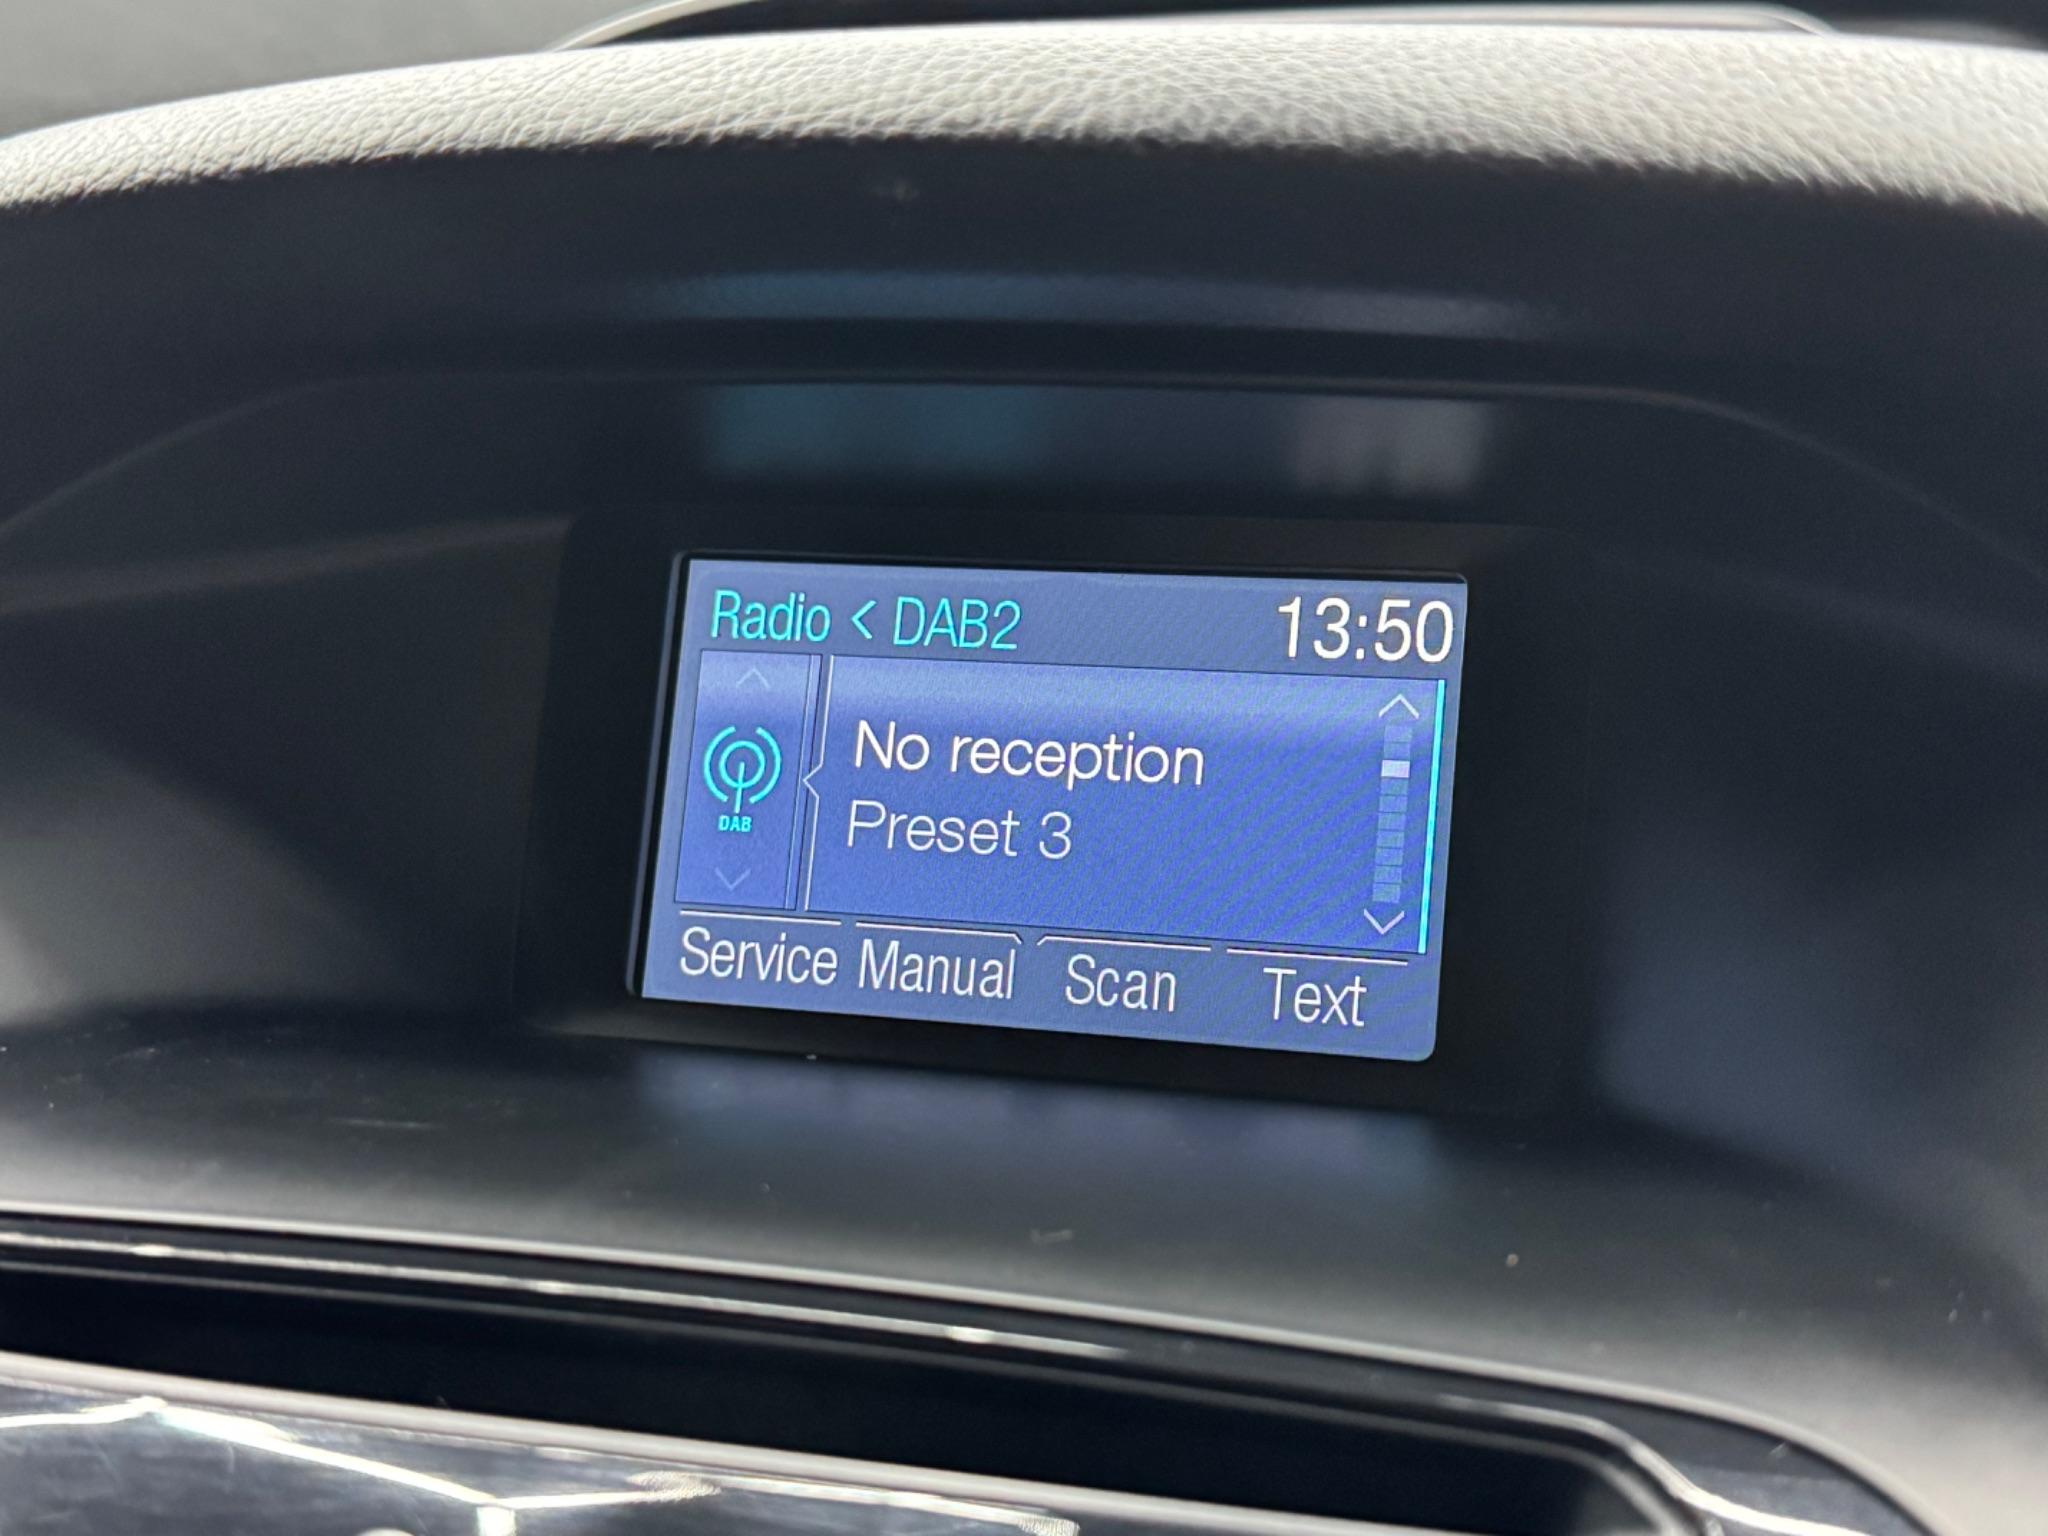 Radio < DAB2 13:50
No reception
Preset 3
DAB
Service Manual Scan Text